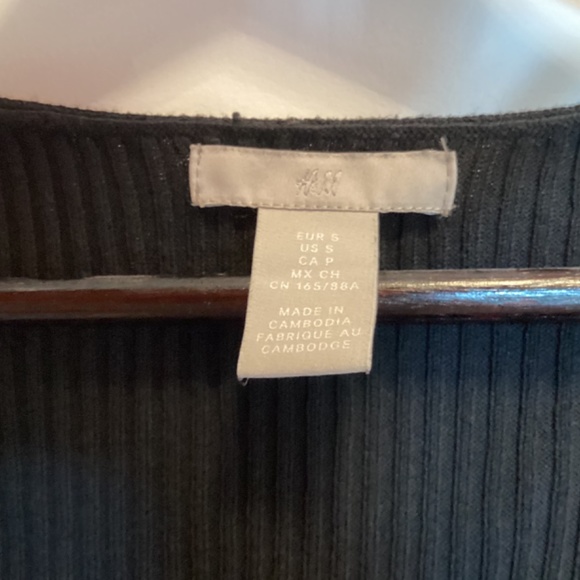 H&M
EUR S
US S
CA P
MX CH
CN 165/88A
MADE IN
CAMBODIA
FABRIQUE AU
CAMBODGE